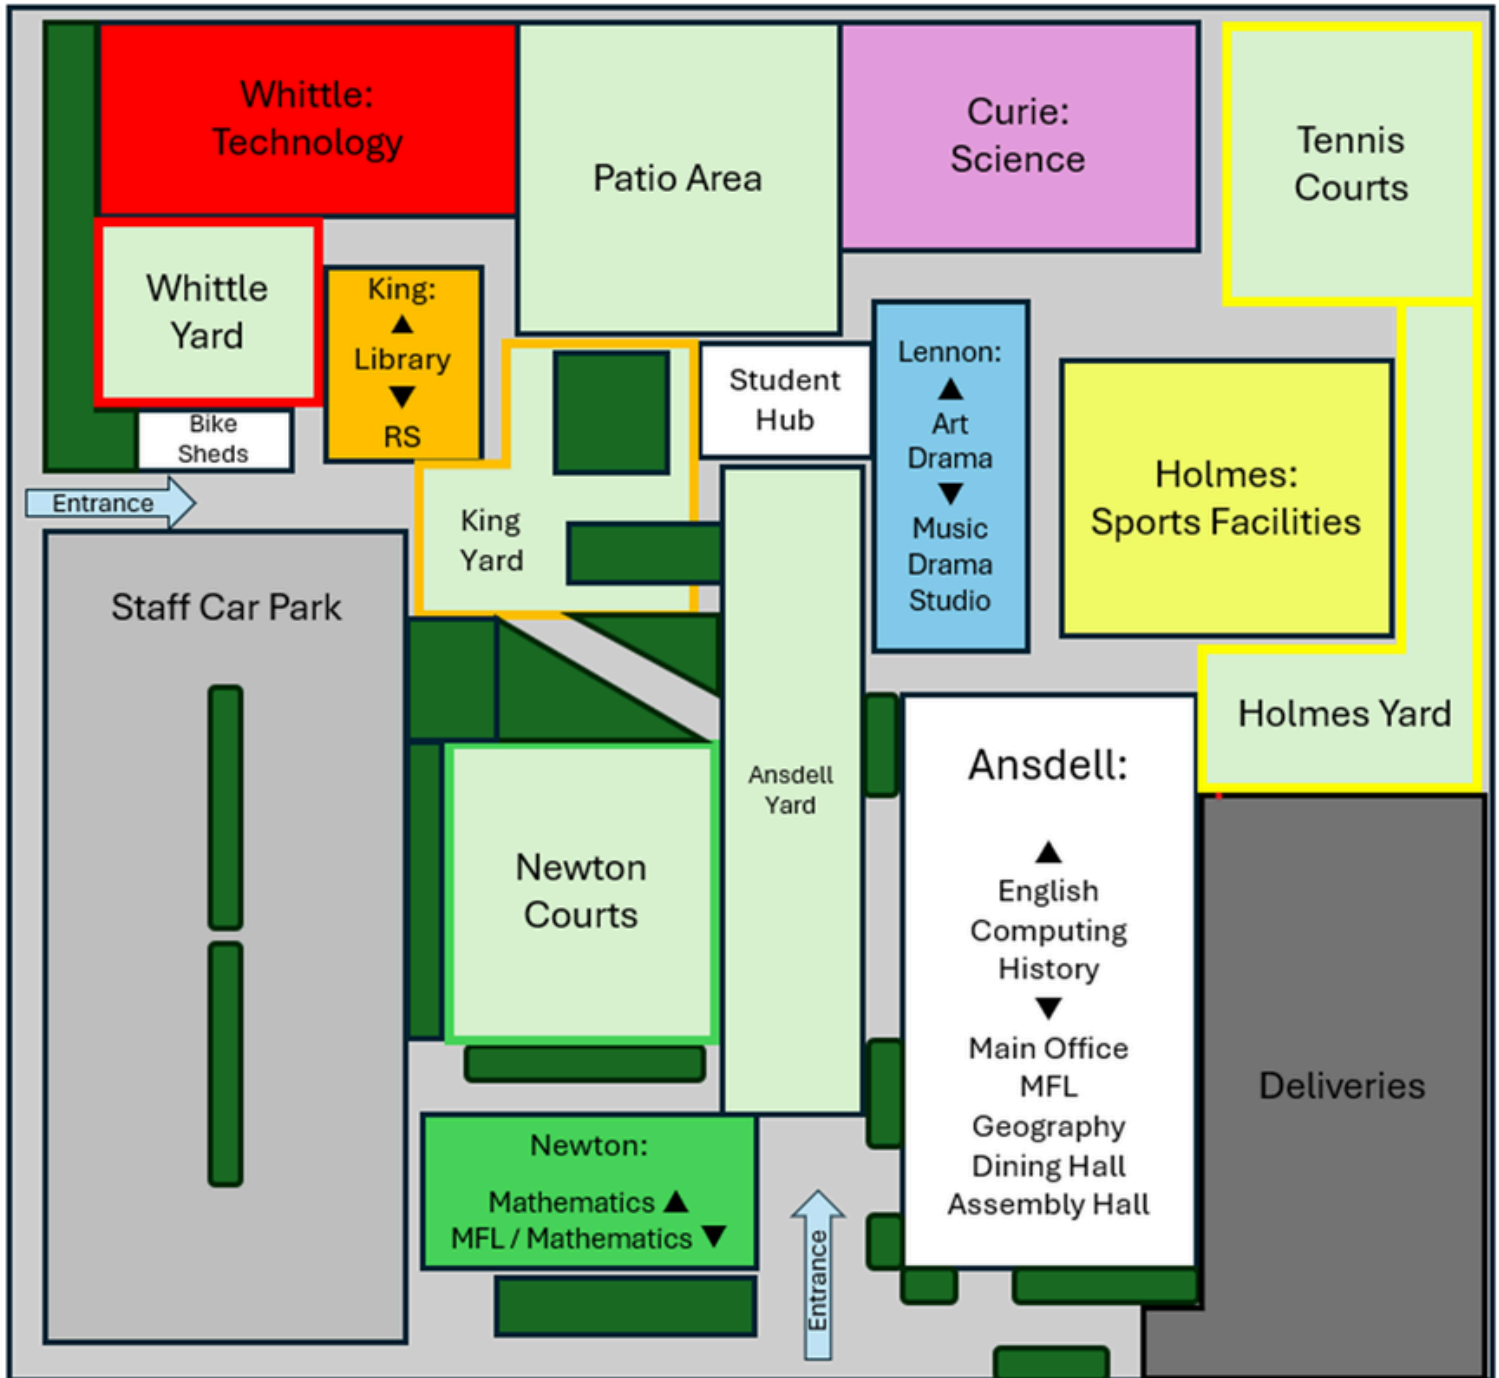 Whittle:
Technology
Patio Area
Curie:
Science
Tennis
Courts
Whittle
Yard
King:
▲
Library
▼
RS
Bike
Sheds
Student
Hub
Lennon:
▲
Art
Drama
▼
Music
Drama
Studio
Holmes:
Sports Facilities
Entrance
King
Yard
Staff Car Park
Holmes Yard
Ansdell
Yard
Ansdell:
▲
English
Computing
History
▼
Main Office
MFL
Geography
Dining Hall
Assembly Hall
Newton
Courts
Deliveries
Newton:
Mathematics ▲
MFL / Mathematics ▼
Entrance